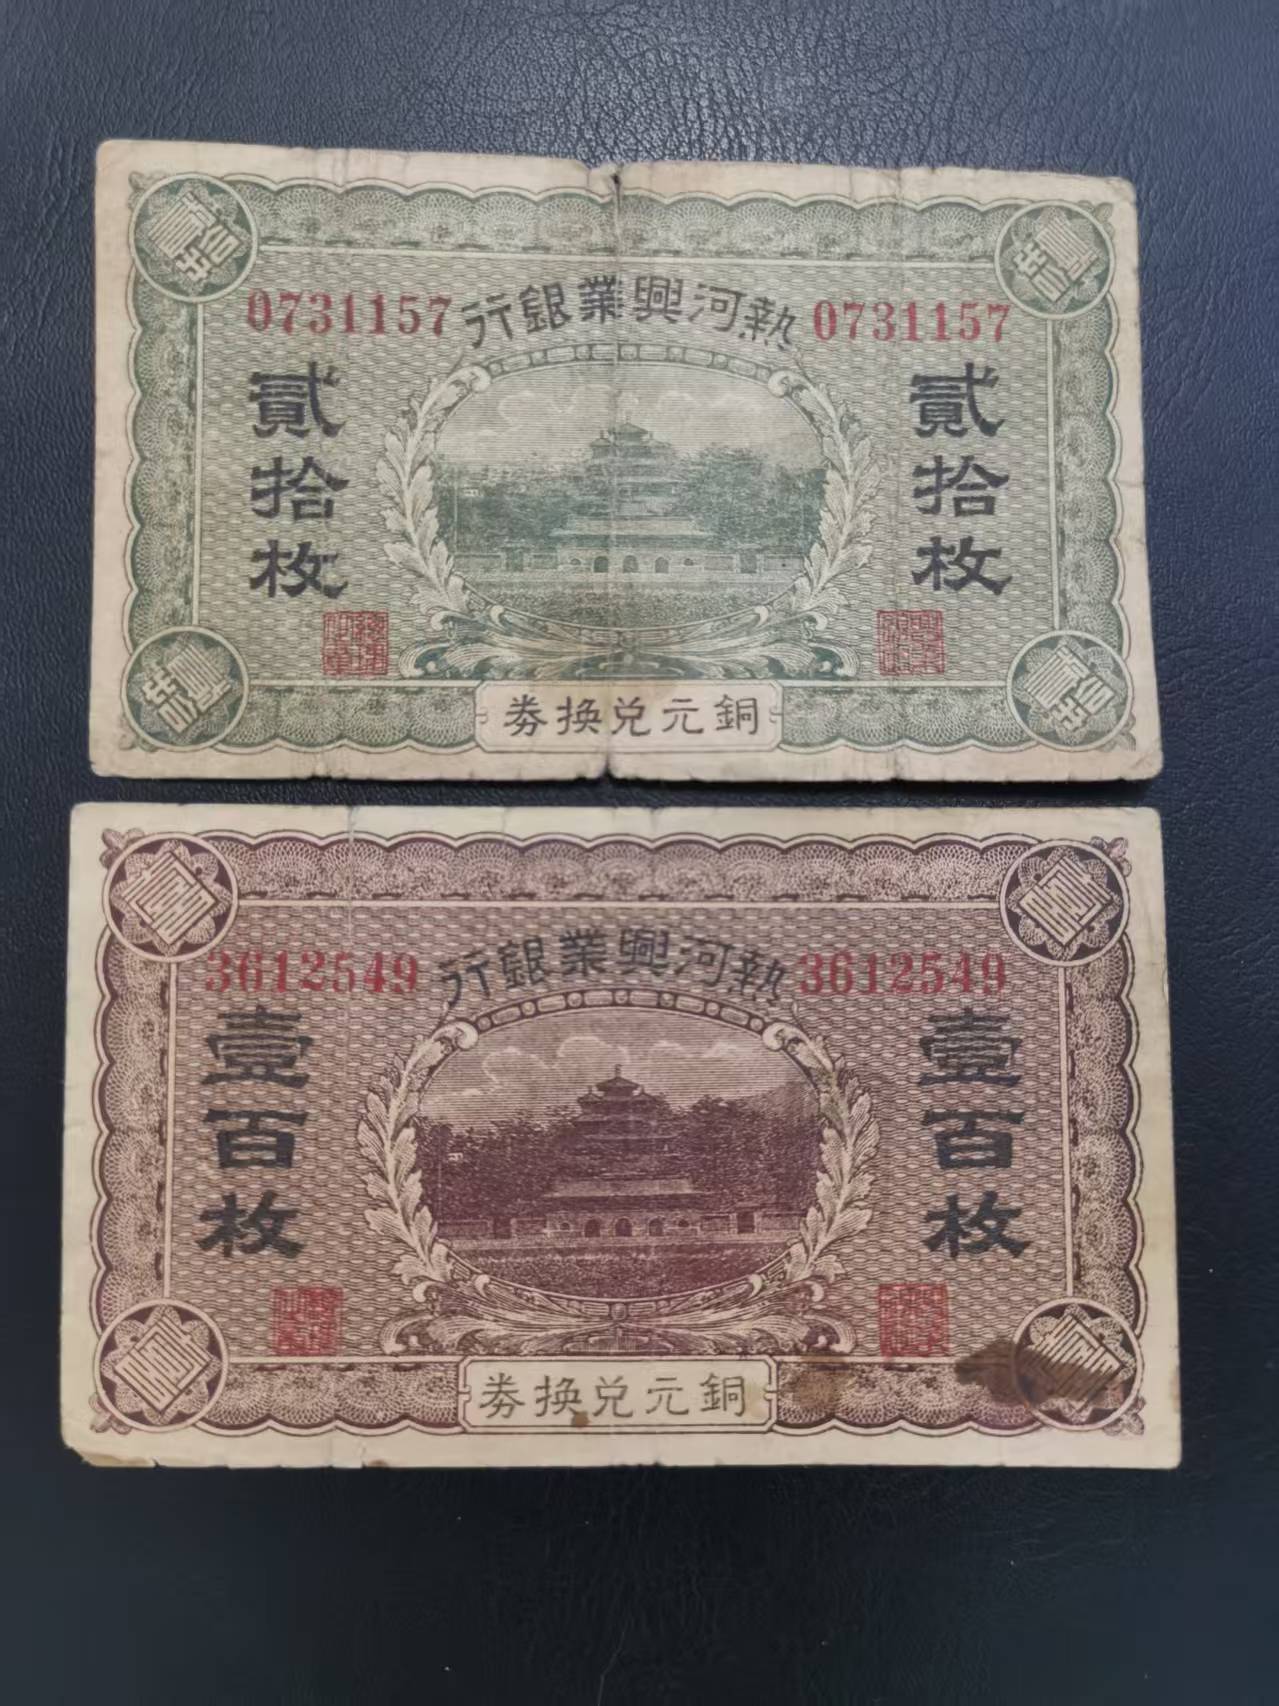 熱河興業銀行
0731157
0731157
貳拾枚
貳拾枚
銅元兌換券
熱河興業銀行
3612549
3612549
壹百枚
壹百枚
銅元兌換券